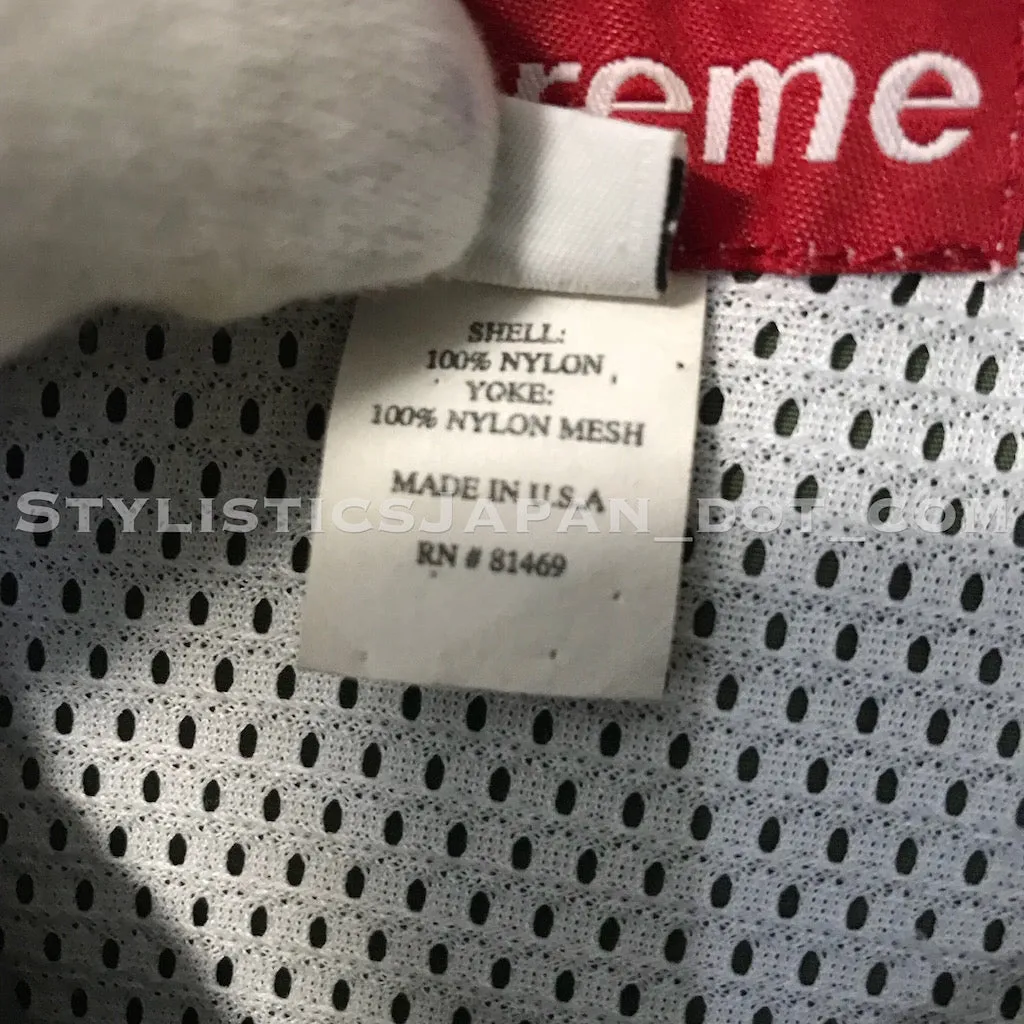 reme
SHELL:
100% NYLON
YOKE:
100% NYLON MESH
MADE IN U.S.A
RN # 81469
STYLISTICSJAPAN_DOT_COM